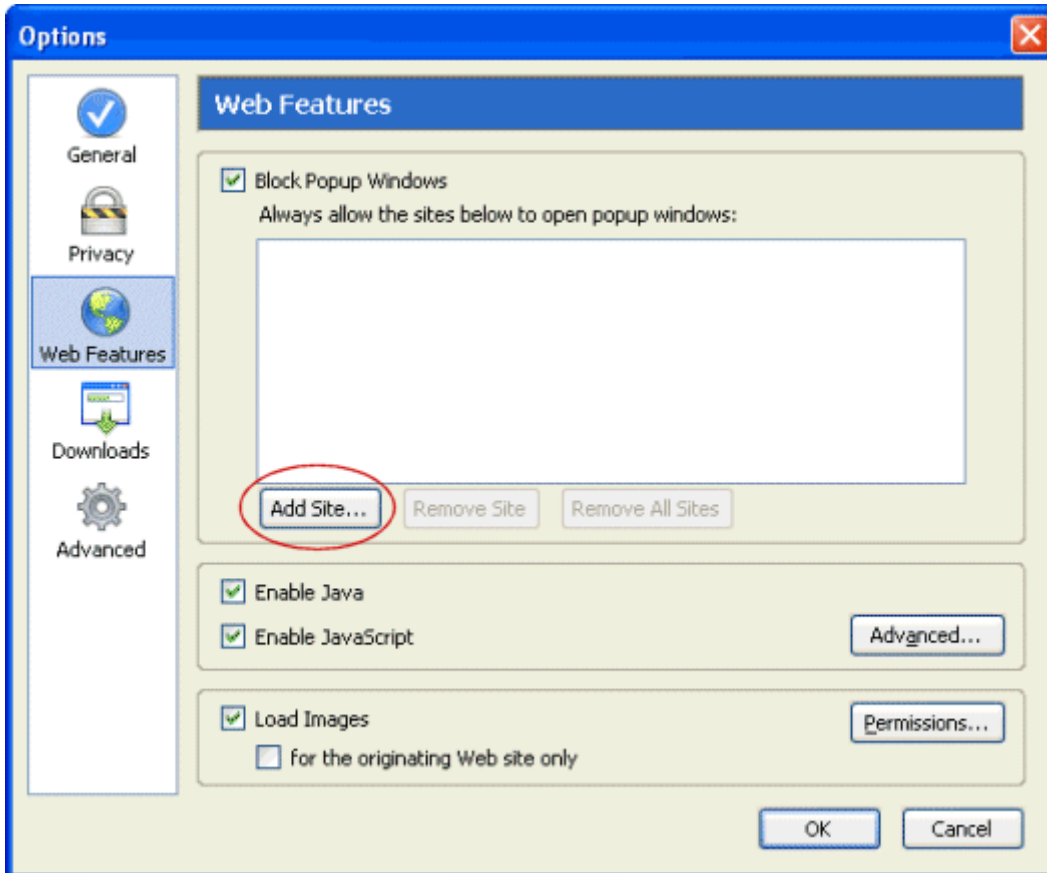 Options
General
Privacy
Web Features
Downloads
Advanced
Web Features
Block Popup Windows
Always allow the sites below to open popup windows:
Add Site...
Remove Site
Remove All Sites
Enable Java
Enable JavaScript
Advanced...
Load Images
Permissions...
for the originating Web site only
OK
Cancel